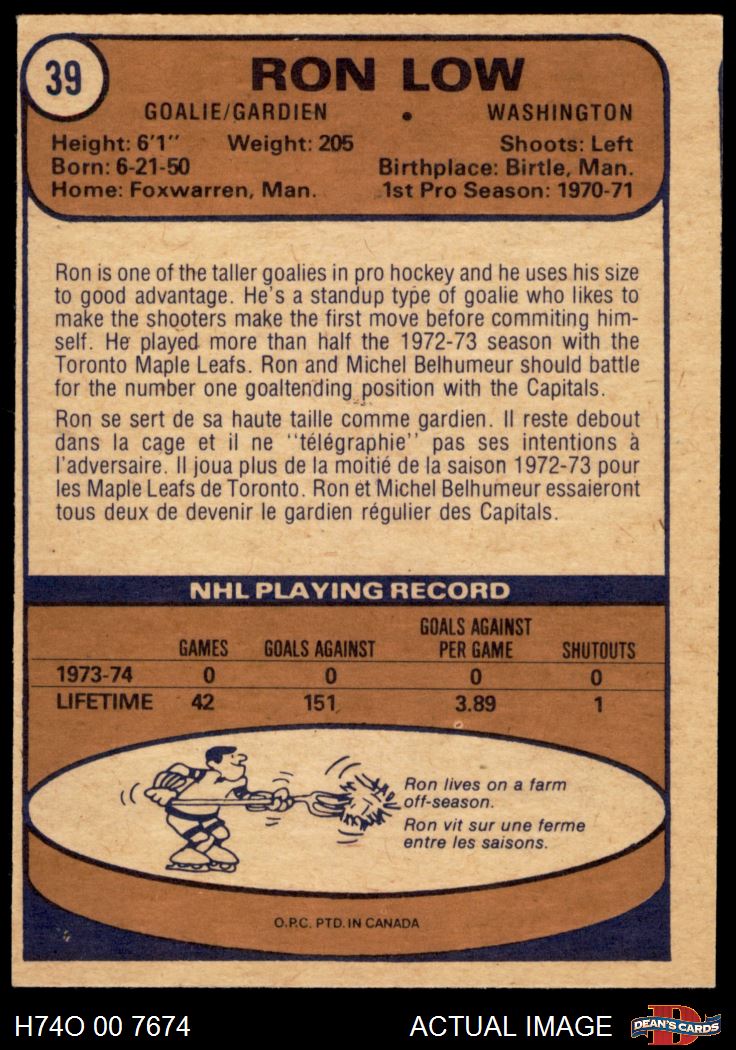 39
RON LOW
GOALIE/GARDIEN • WASHINGTON
Height: 6'1" Weight: 205 Shoots: Left
Born: 6-21-50 Birthplace: Birtle, Man.
Home: Foxwarren, Man. 1st Pro Season: 1970-71
Ron is one of the taller goalies in pro hockey and he uses his size
to good advantage. He's a standup type of goalie who likes to
make the shooters make the first move before commiting him-
self. He played more than half the 1972-73 season with the
Toronto Maple Leafs. Ron and Michel Belhumeur should battle
for the number one goaltending position with the Capitals.
Ron se sert de sa haute taille comme gardien. Il reste debout
dans la cage et il ne "télégraphie" pas ses intentions à
l'adversaire. Il joua plus de la moitié de la saison 1972-73 pour
les Maple Leafs de Toronto. Ron et Michel Belhumeur essaieront
tous deux de devenir le gardien régulier des Capitals.
NHL PLAYING RECORD
GAMES GOALS AGAINST GOALS AGAINST PER GAME SHUTOUTS
1973-74 0 0 0 0
LIFETIME 42 151 3.89 1
Ron lives on a farm
off-season.
Ron vit sur une ferme
entre les saisons.
O.P.C. PTD. IN CANADA
H74O 00 7674 ACTUAL IMAGE DEAN'S CARDS